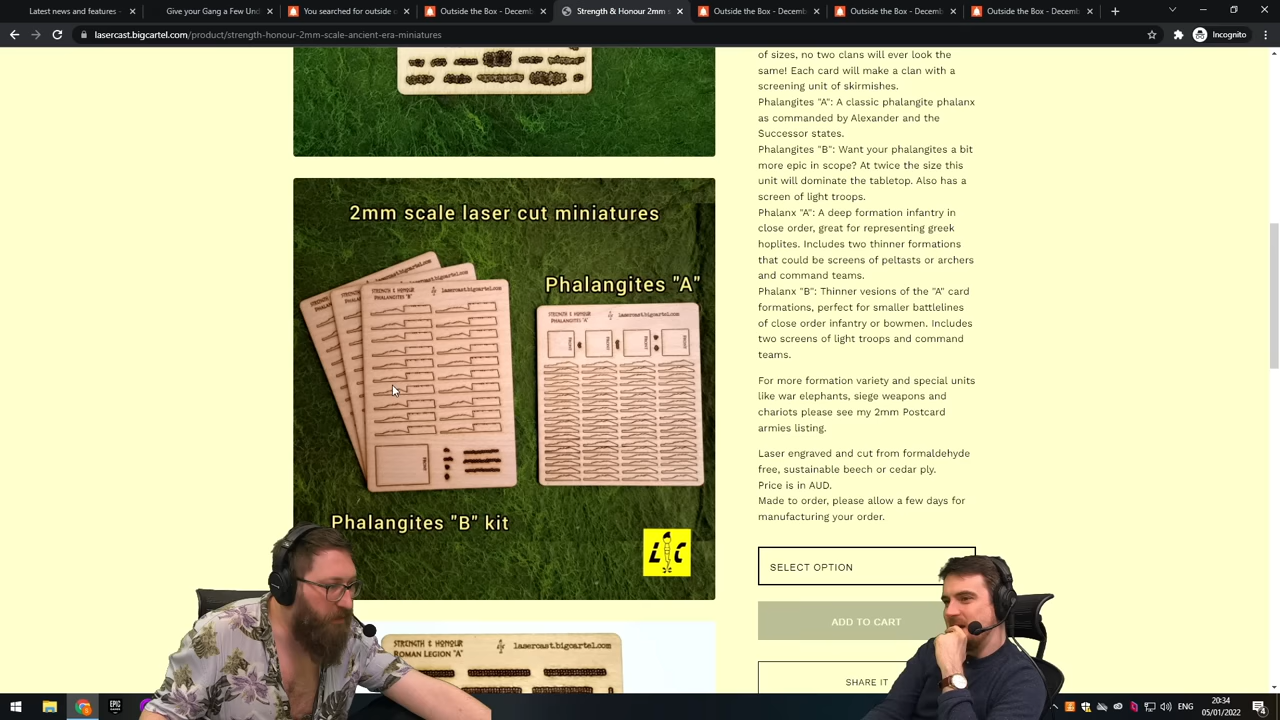 Latest news and features -
Give your Gang a Few Und
You searched for outside o
Outside the Box - Decemb
Strength & Honour 2mm s
Outside the Box - Decemb
Outside the Box - Decemb
Outside the Box - Decemb
lasercast.bigcartel.com/product/strength-honour-2mm-scale-ancient-era-miniatures
Incognito
of sizes, no two clans will ever look the
same! Each card will make a clan with a
screening unit of skirmishes.
Phalangites "A": A classic phalangite phalanx
as commanded by Alexander and the
Successor states.
Phalangites "B": Want your phalangites a bit
more epic in scope? At twice the size this
unit will dominate the tabletop. Also has a
screen of light troops.
Phalanx "A": A deep formation infantry in
close order, great for representing greek
hoplites. Includes two thinner formations
that could be screens of peltasts or archers
and command teams.
Phalanx "B": Thinner vesions of the "A" card
formations, perfect for smaller battlelines
of close order infantry or bowmen. Includes
two screens of light troops and command
teams.
For more formation variety and special units
like war elephants, siege weapons and
chariots please see my 2mm Postcard
armies listing.
Laser engraved and cut from formaldehyde
free, sustainable beech or cedar ply.
Price is in AUD.
Made to order, please allow a few days for
manufacturing your order.
SELECT OPTION
ADD TO CART
SHARE IT
2mm scale laser cut miniatures
Phalangites "A"
STRENGTH & HONOUR
PHALANGITES "B"
lasercast.bigcartel.com
STRENGTH & HONOUR
PHALANGITES "A"
lasercast.bigcartel.com
Phalangites "B" kit
L C
STRENGTH & HONOUR
ROMAN LEGION "A"
lasercast.bigcartel.com
ENG
20:34
05/01/2022